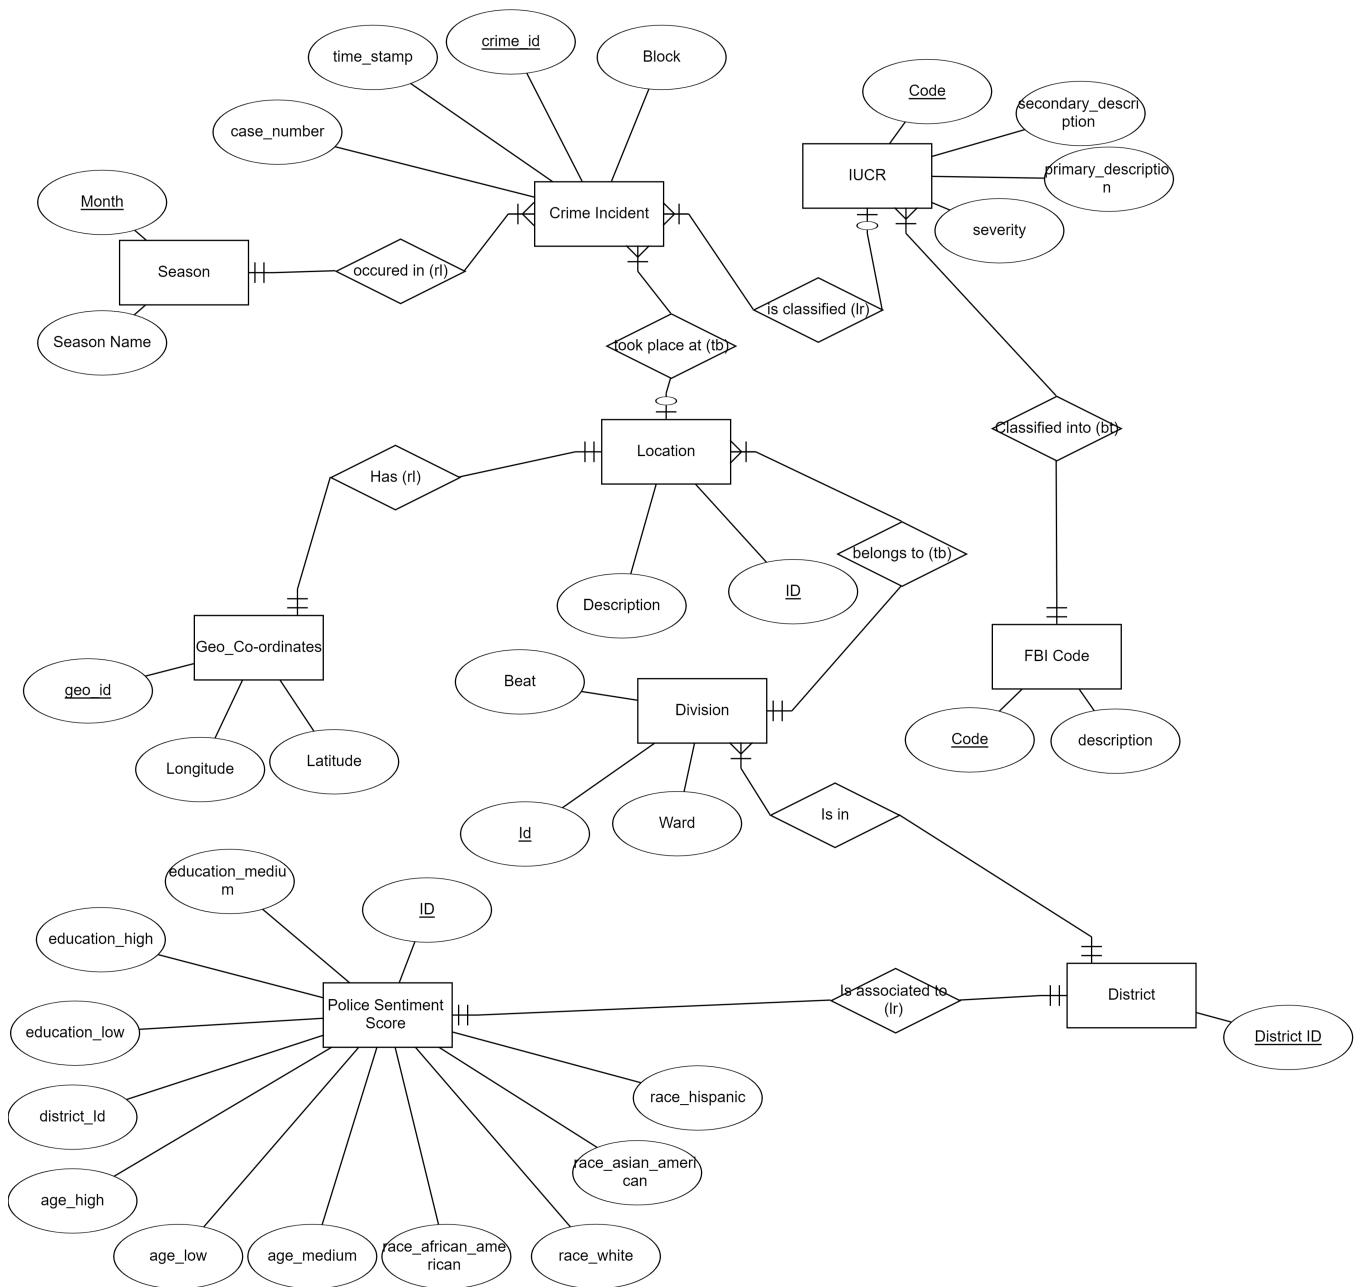 crime_id
time_stamp
Block
Code
secondary_descri
ption
case_number
primary_descriptio
n
IUCR
Month
Crime Incident
severity
Season
occured in (rl)
is classified (lr)
Season Name
took place at (tb)
Classified into (bt)
Location
Has (rl)
belongs to (tb)
ID
Description
Geo_Co-ordinates
FBI Code
Beat
geo_id
Division
Code
description
Longitude
Latitude
Is in
Ward
Id
education_mediu
m
ID
education_high
Is associated to
(lr)
District
Police Sentiment
Score
education_low
District ID
race_hispanic
district_Id
race_asian_ameri
can
age_high
age_low
age_medium
race_african_ame
rican
race_white